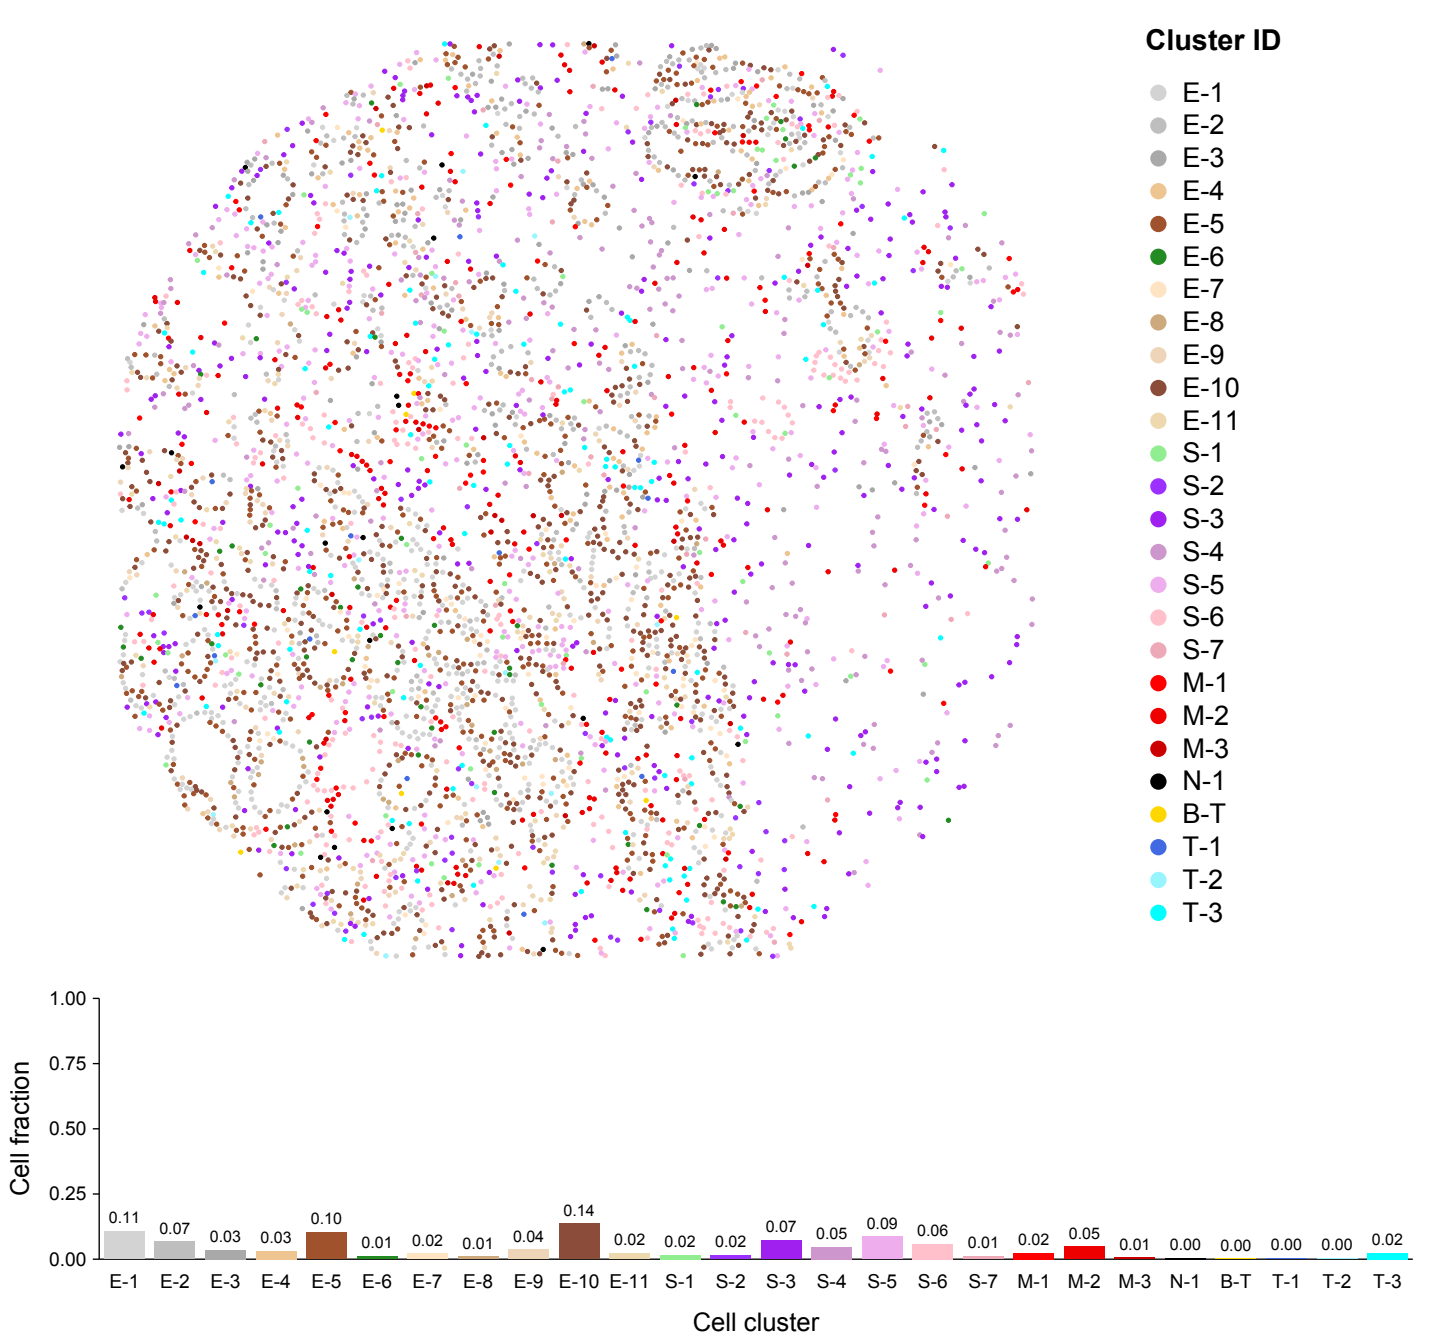 Cluster ID
E-1
E-2
E-3
E-4
E-5
E-6
E-7
E-8
E-9
E-10
E-11
S-1
S-2
S-3
S-4
S-5
S-6
S-7
M-1
M-2
M-3
N-1
B-T
T-1
T-2
T-3
1.00
0.75
0.50
0.25
0.00
Cell fraction
0.11 0.07 0.03 0.03 0.10 0.01 0.02 0.01 0.04 0.14 0.02 0.02 0.02 0.07 0.05 0.09 0.06 0.01 0.02 0.05 0.01 0.00 0.00 0.00 0.00 0.02
E-1 E-2 E-3 E-4 E-5 E-6 E-7 E-8 E-9 E-10 E-11 S-1 S-2 S-3 S-4 S-5 S-6 S-7 M-1 M-2 M-3 N-1 B-T T-1 T-2 T-3
Cell cluster